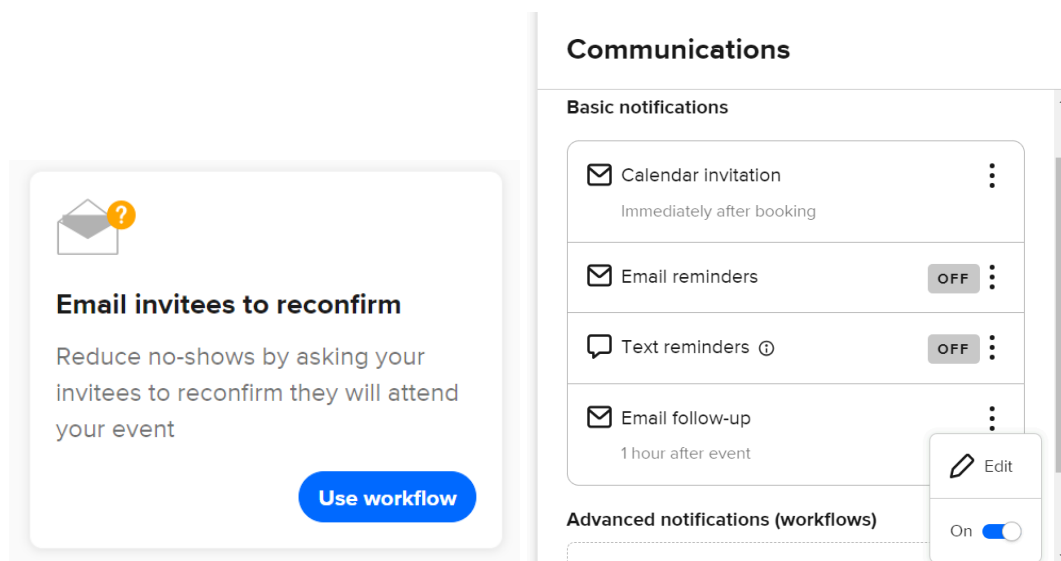 ?
Email invitees to reconfirm
Reduce no-shows by asking your
invitees to reconfirm they will attend
your event
Use workflow
Communications
Basic notifications
Calendar invitation
Immediately after booking
Email reminders OFF
Text reminders OFF
Email follow-up
1 hour after event
Edit
Advanced notifications (workflows)
On